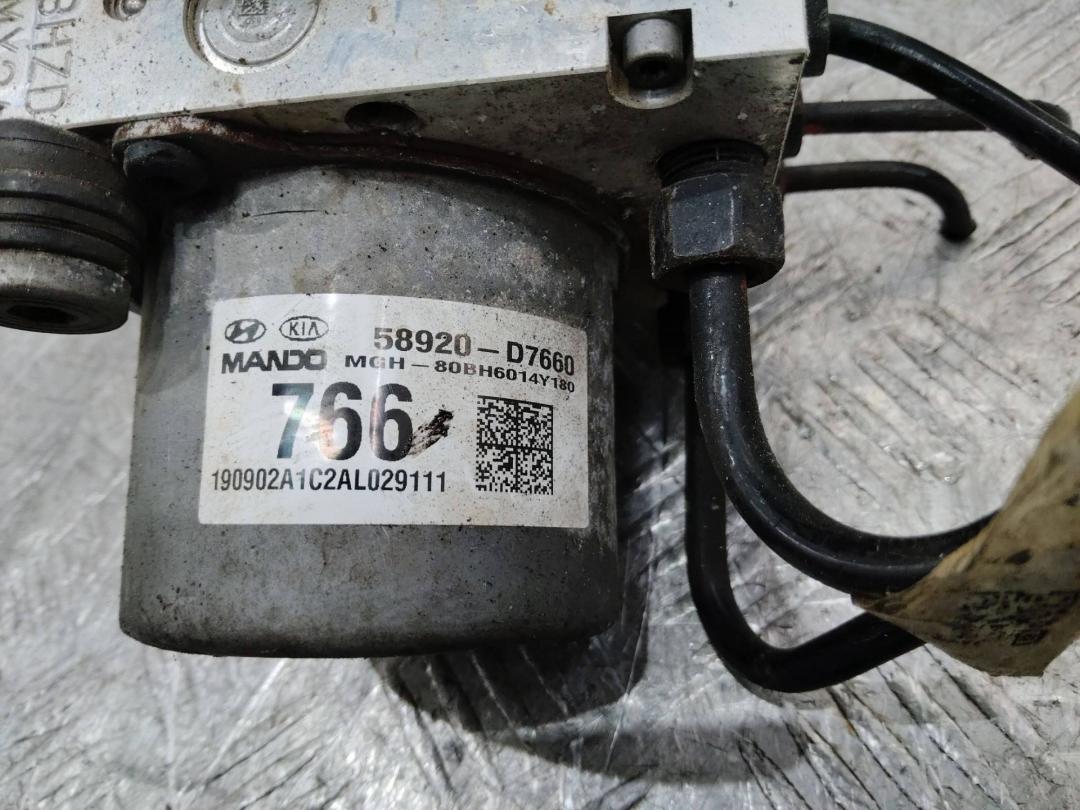 KIA
58920-D7660
MANDO MGH-80BH6014Y180
766
190902A1C2AL029111